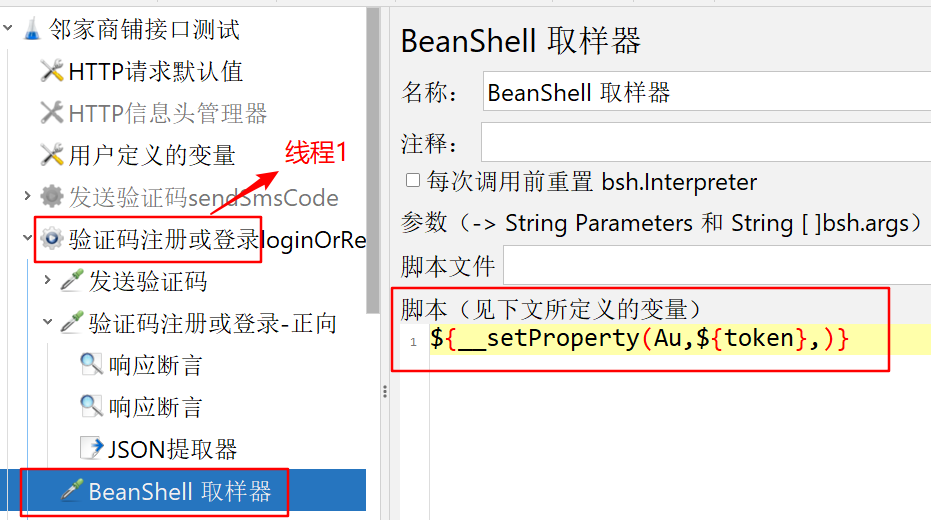 邻家商铺接口测试
HTTP请求默认值
HTTP信息头管理器
用户定义的变量
线程1
发送验证码sendSmsCode
验证码注册或登录loginOrRe
发送验证码
验证码注册或登录-正向
响应断言
响应断言
JSON提取器
BeanShell 取样器
BeanShell 取样器
名称： BeanShell 取样器
注释：
每次调用前重置 bsh.Interpreter
参数（-> String Parameters 和 String [ ]bsh.args）
脚本文件
脚本（见下文所定义的变量）
1 ${__setProperty(Au,${token},)}